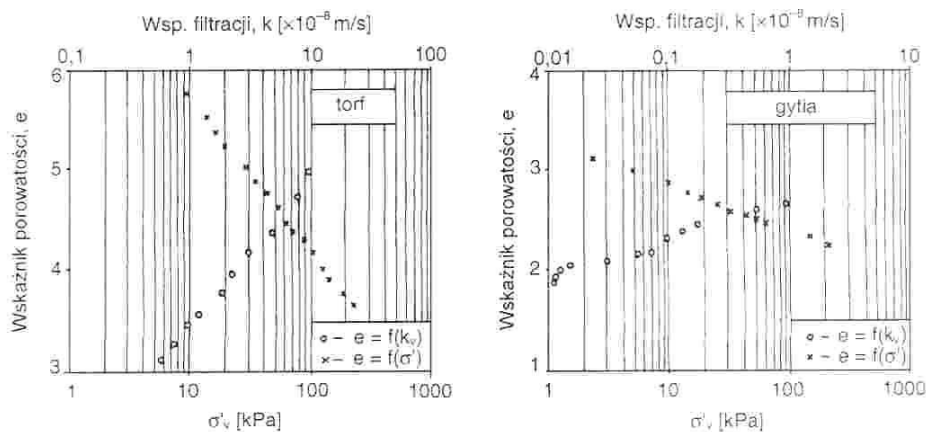 Wsp. filtracji, k [×10⁻⁸ m/s]
0,1 1 10 100
6
5
4
3
Wskaźnik porowatości, e
torf
o – e = f(kᵥ)
× – e = f(σ')
1 10 100 1000
σ'ᵥ [kPa]
Wsp. filtracji, k [×10⁻⁸ m/s]
0,01 0,1 1 10
4
3
2
1
Wskaźnik porowatości, e
gytia
o – e = f(kᵥ)
× – e = f(σ')
1 10 100 1000
σ'ᵥ [kPa]